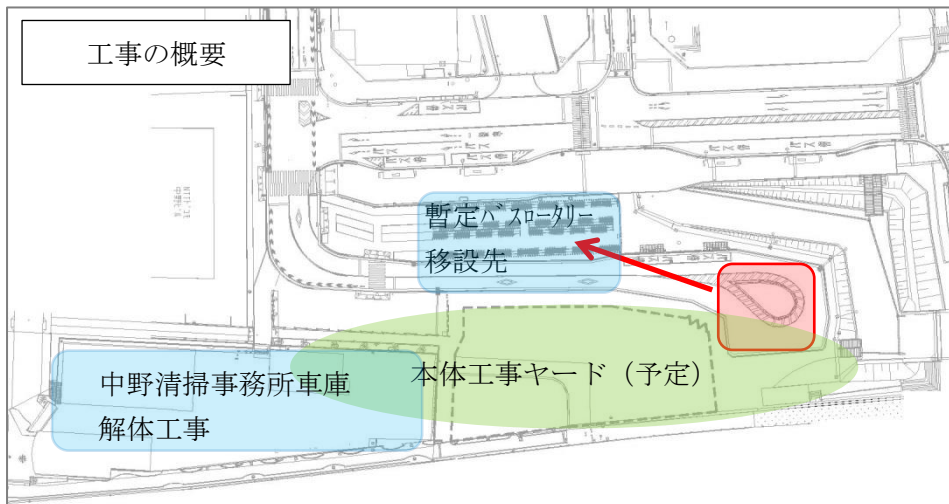 工事の概要
暫定バスロータリー
移設先
本体工事ヤード（予定）
中野清掃事務所車庫
解体工事